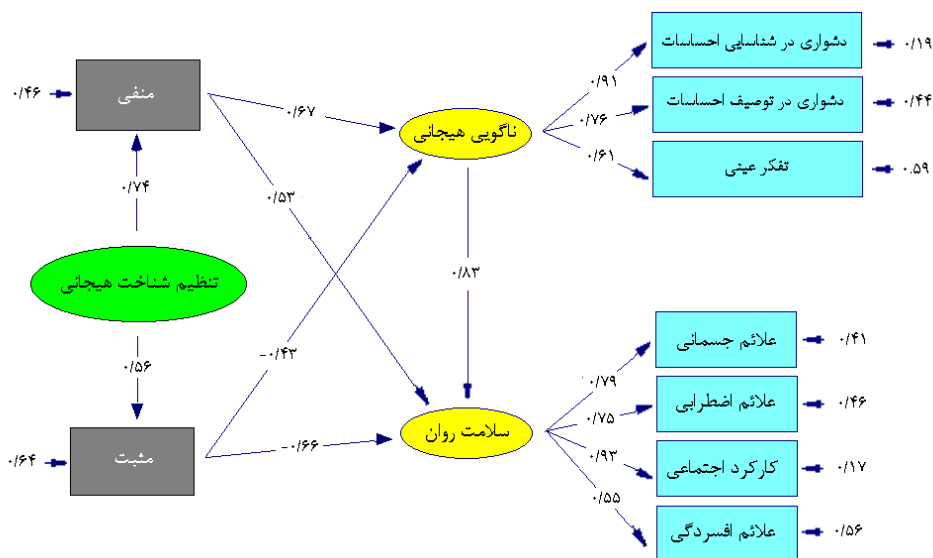 دشواری در شناسایی احساسات
۰/۱۹
۰/۹۱
۰/۴۶
منفی
۰/۶۷
ناگویی هیجانی
۰/۷۶
دشواری در توصیف احساسات
۰/۴۴
۰/۶۱
تفکر عینی
۰.۵۹
۰/۷۴
۰/۵۳
تنظیم شناخت هیجانی
۰/۸۳
۰/۵۶
-۰/۴۳
علائم جسمانی
۰/۴۱
۰/۷۹
علائم اضطرابی
۰/۴۶
۰/۷۵
سلامت روان
-۰/۶۶
مثبت
۰/۶۴
۰/۹۳
کارکرد اجتماعی
۰/۱۷
۰/۵۵
علائم افسردگی
۰/۵۶